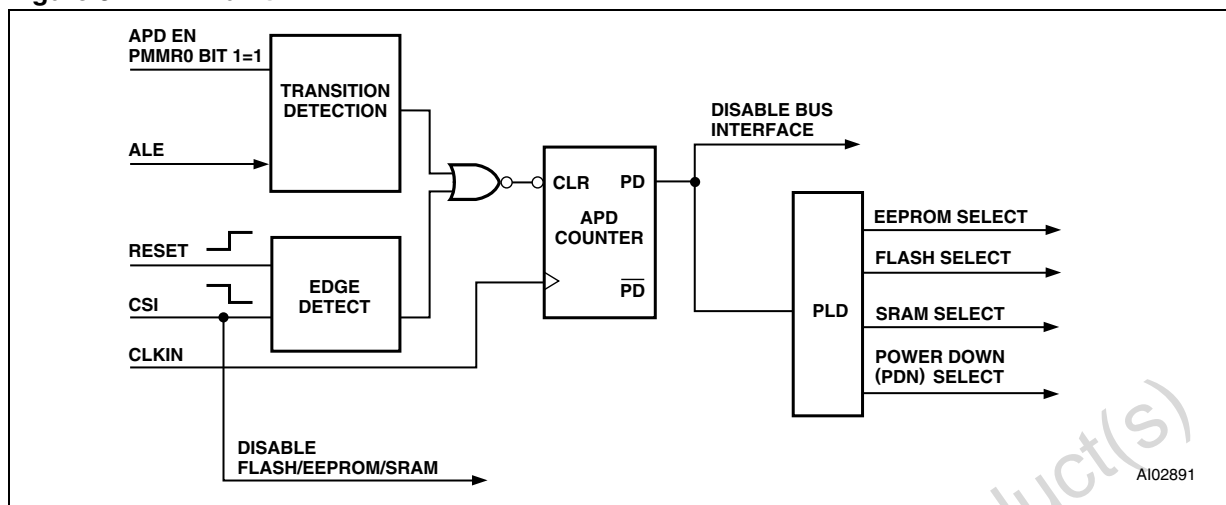 APD EN
PMMR0 BIT 1=1
TRANSITION
DETECTION
ALE
RESET
CSI
EDGE
DETECT
CLKIN
DISABLE
FLASH/EEPROM/SRAM
CLR
PD
APD
COUNTER
PD
DISABLE BUS
INTERFACE
PLD
EEPROM SELECT
FLASH SELECT
SRAM SELECT
POWER DOWN
(PDN) SELECT
AI02891